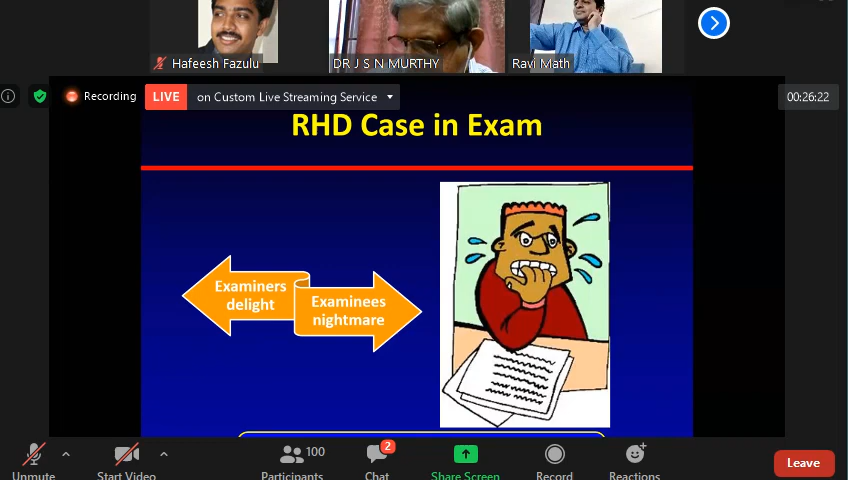 Hafeesh Fazulu
DR J S N MURTHY
Ravi Math
Recording
LIVE
on Custom Live Streaming Service
00:26:22
RHD Case in Exam
Examiners
delight
Examinees
nightmare
Unmute
Start Video
100
Participants
2
Chat
Share Screen
Record
Reactions
Leave